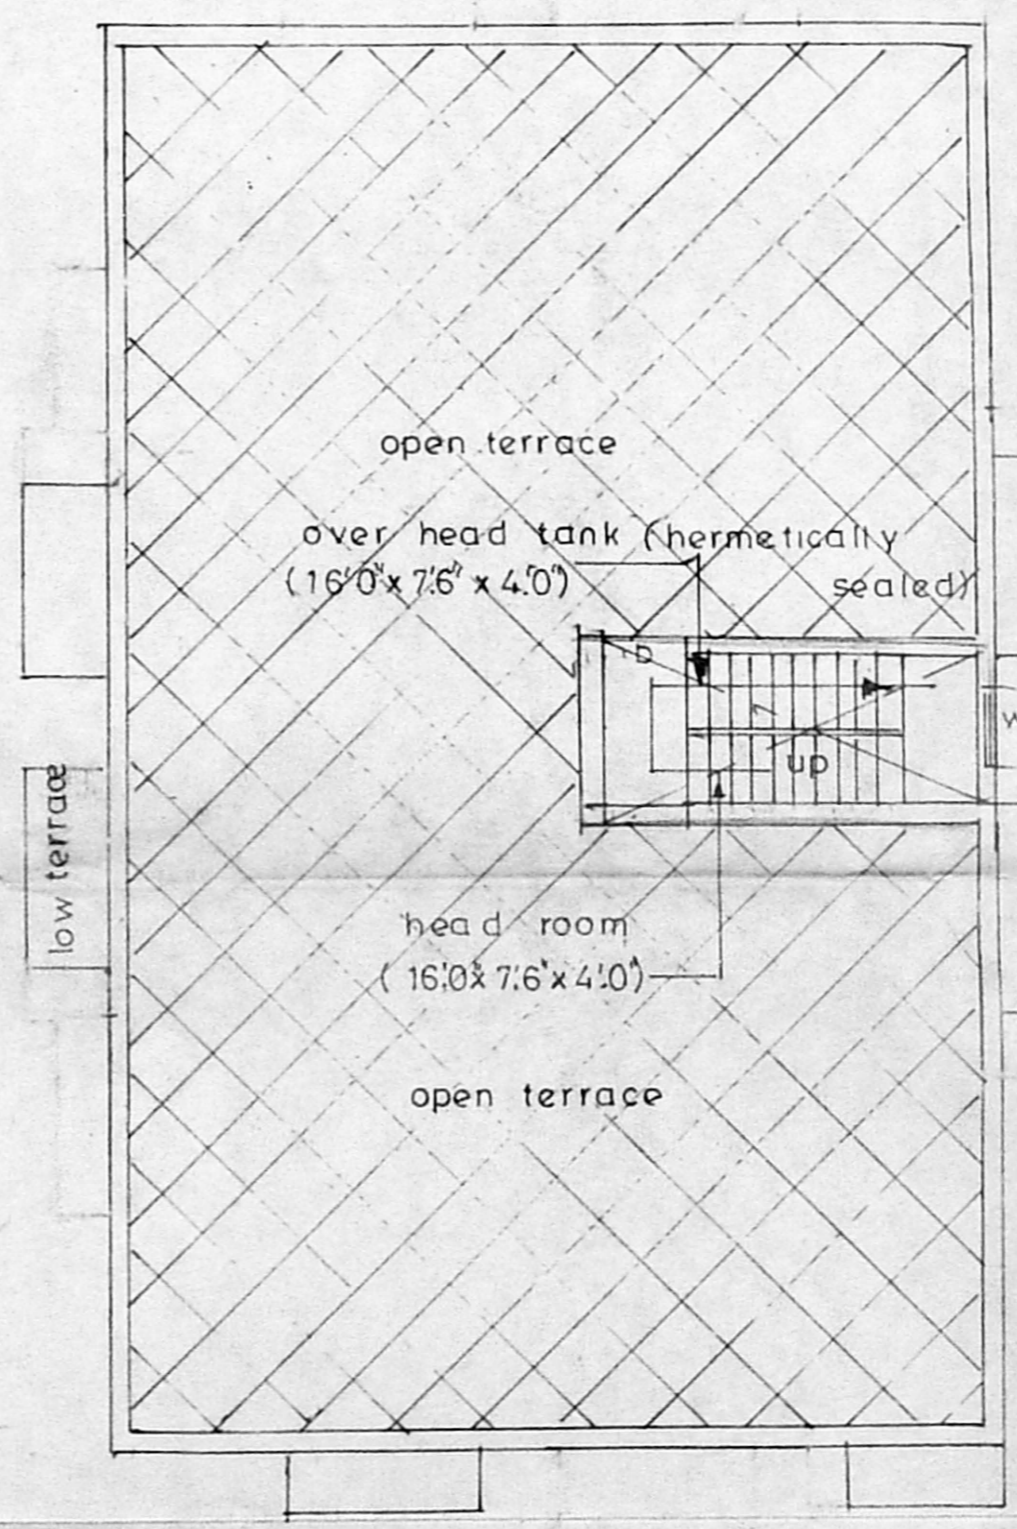 open terrace
over head tank (hermetically
(16'.0" x 7'.6" x 4'.0")
sealed)
D
W
up
low terrace
head room
(16'.0" x 7'.6" x 4'.0")
open terrace